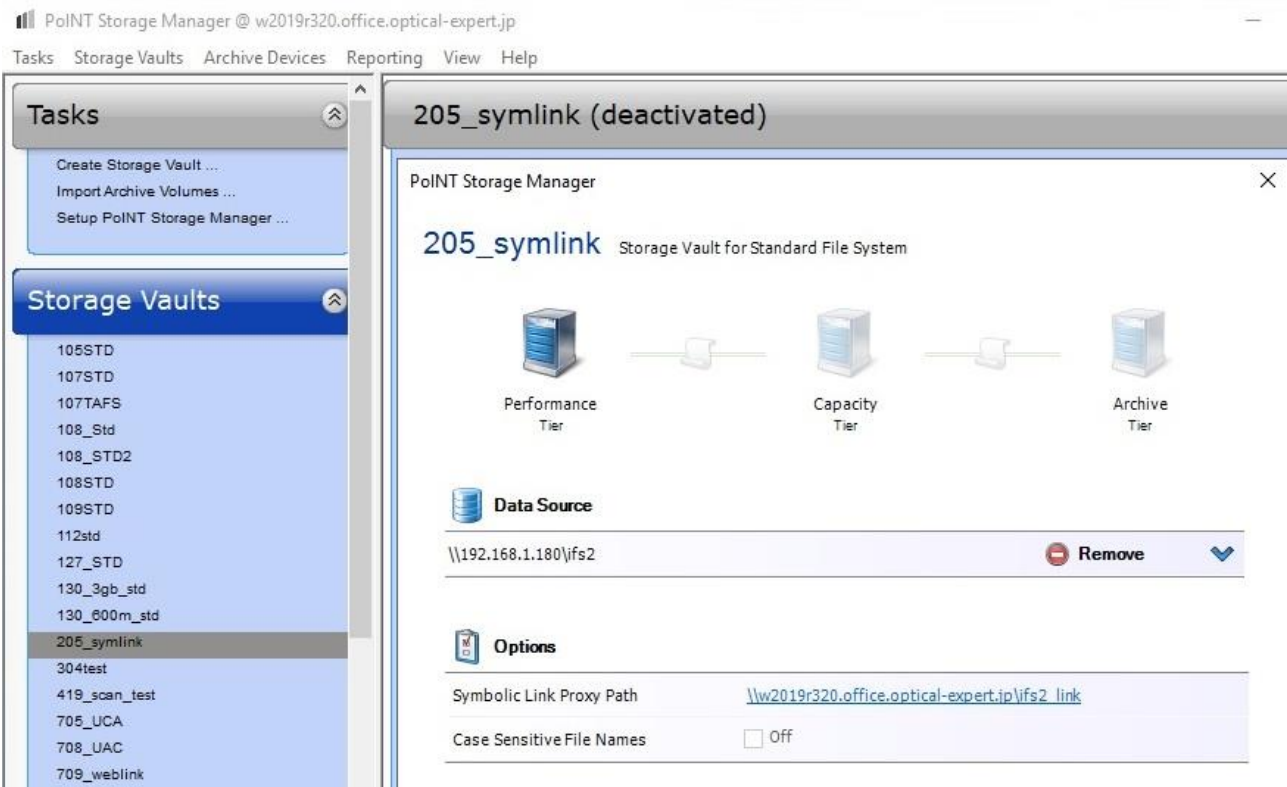 PoINT Storage Manager @ w2019r320.office.optical-expert.jp
Tasks Storage Vaults Archive Devices Reporting View Help
Tasks
Create Storage Vault ...
Import Archive Volumes ...
Setup PoINT Storage Manager ...
Storage Vaults
105STD
107STD
107TAFS
108_Std
108_STD2
108STD
109STD
112std
127_STD
130_3gb_std
130_600m_std
205_symlink
304test
419_scan_test
705_UCA
708_UAC
709_weblink
205_symlink (deactivated)
PoINT Storage Manager
205_symlink Storage Vault for Standard File System
Performance
Tier
Capacity
Tier
Archive
Tier
Data Source
\\192.168.1.180\ifs2 Remove
Options
Symbolic Link Proxy Path \\w2019r320.office.optical-expert.jp\ifs2_link
Case Sensitive File Names Off